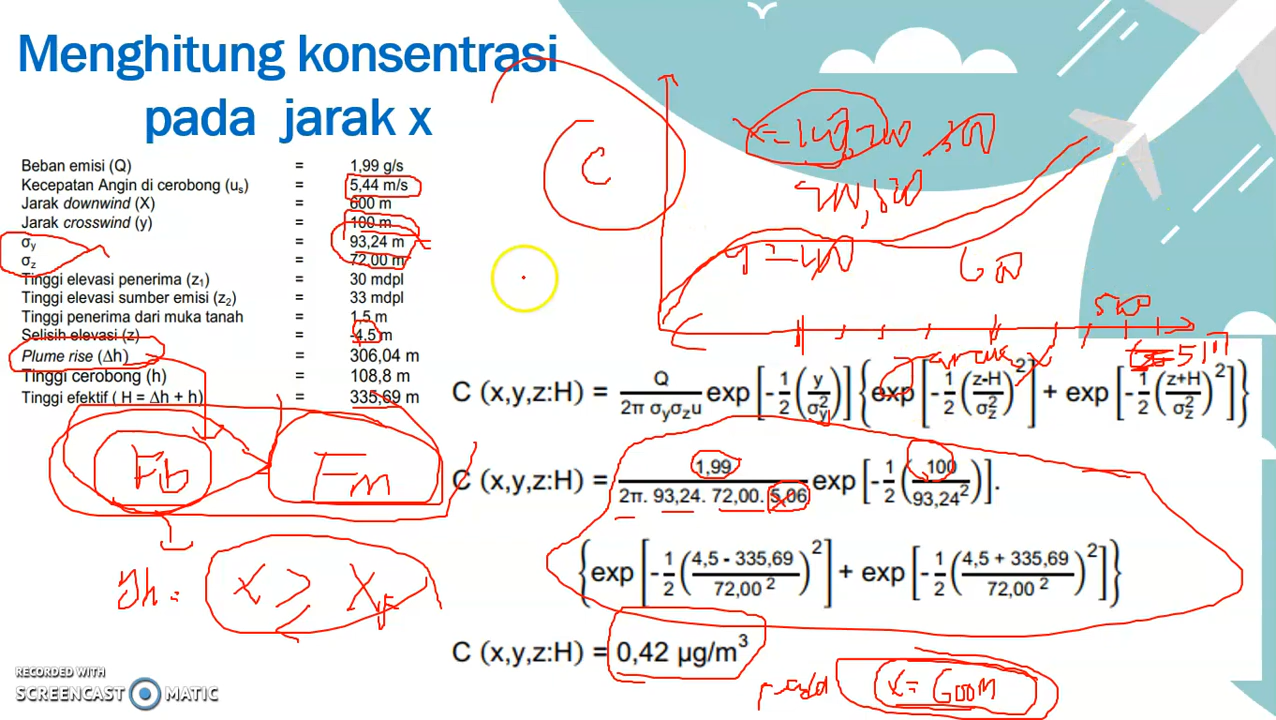 Menghitung konsentrasi
pada jarak x
Beban emisi (Q) = 1,99 g/s
Kecepatan Angin di cerobong (us) = 5,44 m/s
Jarak downwind (X) = 600 m
Jarak crosswind (y) = 100 m
σy = 93,24 m
σz = 72,00 m
Tinggi elevasi penerima (z1) = 30 mdpl
Tinggi elevasi sumber emisi (z2) = 33 mdpl
Tinggi penerima dari muka tanah = 1,5 m
Selisih elevasi (z) = -4,5 m
Plume rise (Δh) = 306,04 m
Tinggi cerobong (h) = 108,8 m
Tinggi efektif ( H = Δh + h) = 335,69 m
Fb Fm
x ≥ Xf
C
600
500
C (x,y,z:H) = Q / 2π σyσzu exp [-1/2 (y/σy²)] {exp [-1/2 (z-H/σz²)²] + exp [-1/2 (z+H/σz²)²]}
C (x,y,z:H) = 1,99 / 2π. 93,24. 72,00. 5,06 exp [-1/2 (100/93,24²)].
{exp [-1/2 (4,5 - 335,69/72,00²)²] + exp [-1/2 (4,5 + 335,69/72,00²)²]}
C (x,y,z:H) = 0,42 µg/m³
pada x = 600m
RECORDED WITH
SCREENCAST MATIC